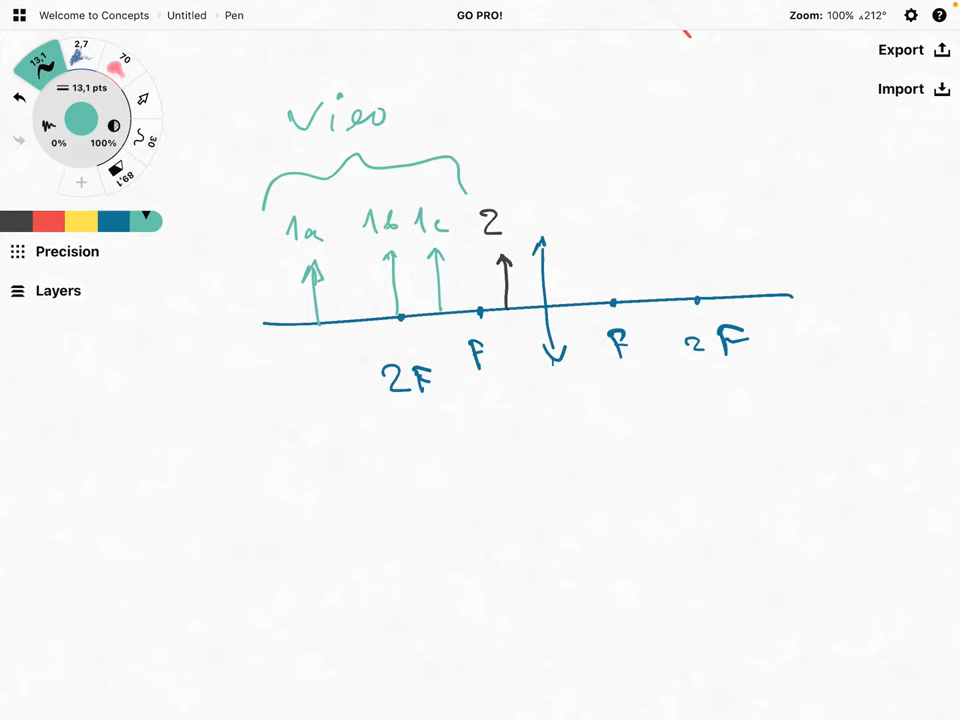 Welcome to Concepts Untitled Pen GO PRO! Zoom: 100% ⊿212°
Export
Import
13,1
2,7
70
30
89,1
13,1 pts
0% 100%
Precision
Layers
1a 1b 1c 2
F F 2F
2F